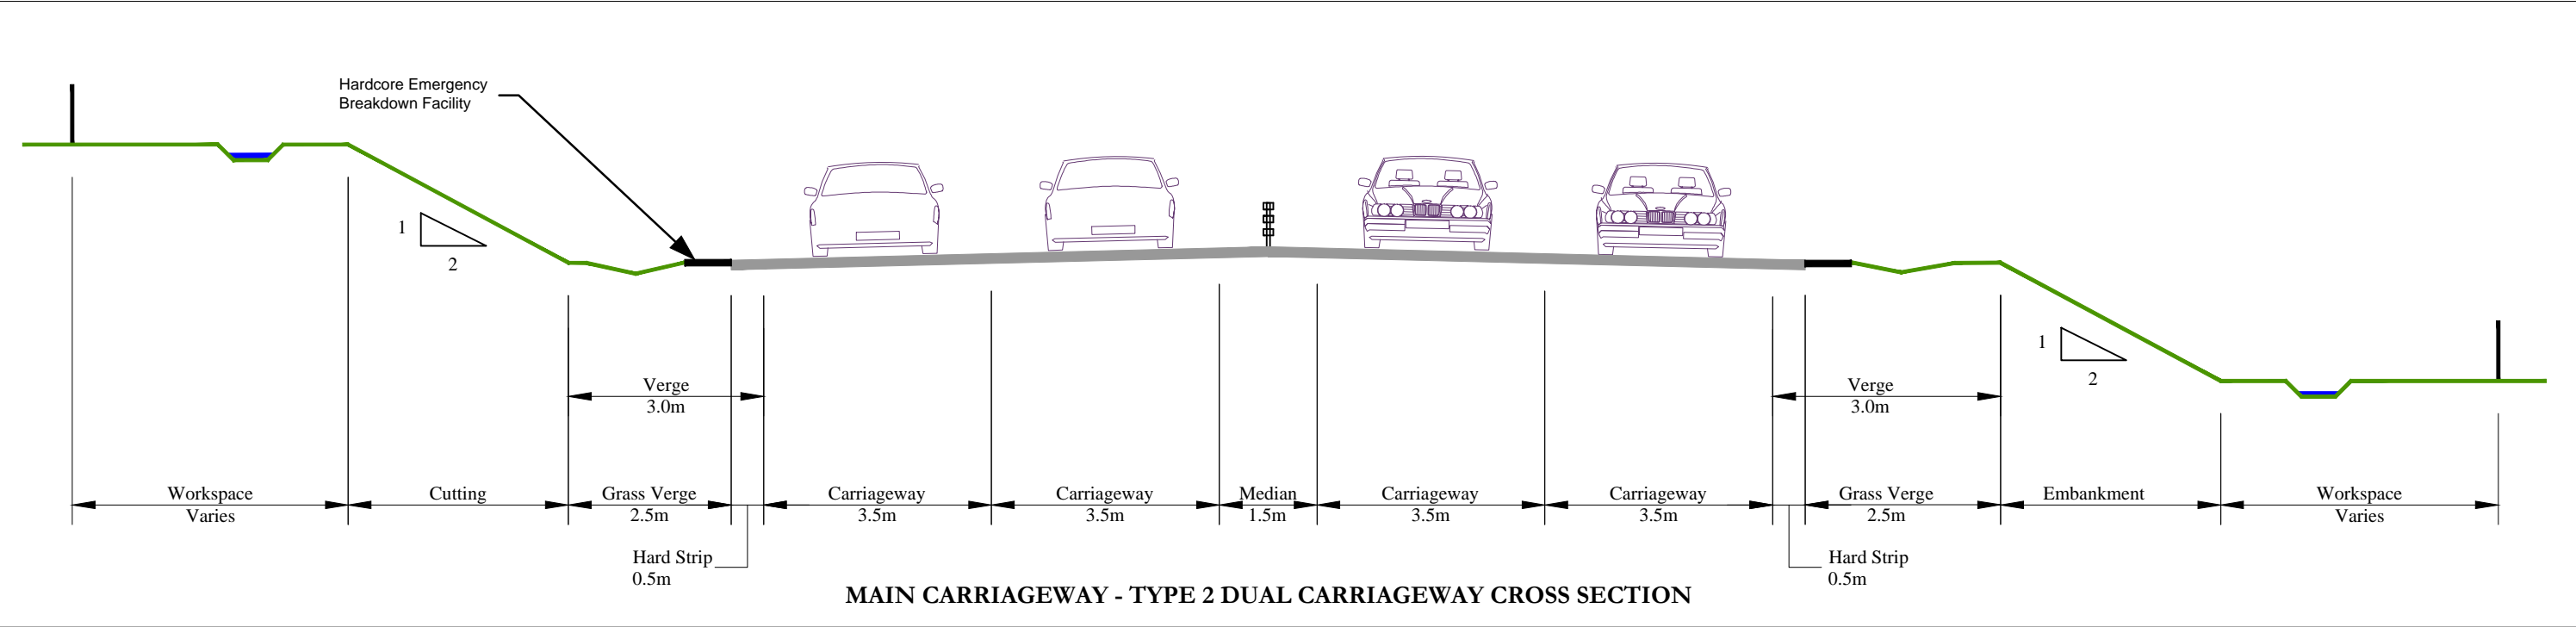 Hardcore Emergency
Breakdown Facility
1
2
1
2
Verge
3.0m
Verge
3.0m
Workspace
Varies
Cutting
Grass Verge
2.5m
Hard Strip
0.5m
Carriageway
3.5m
Carriageway
3.5m
Median
1.5m
Carriageway
3.5m
Carriageway
3.5m
Hard Strip
0.5m
Grass Verge
2.5m
Embankment
Workspace
Varies
MAIN CARRIAGEWAY - TYPE 2 DUAL CARRIAGEWAY CROSS SECTION